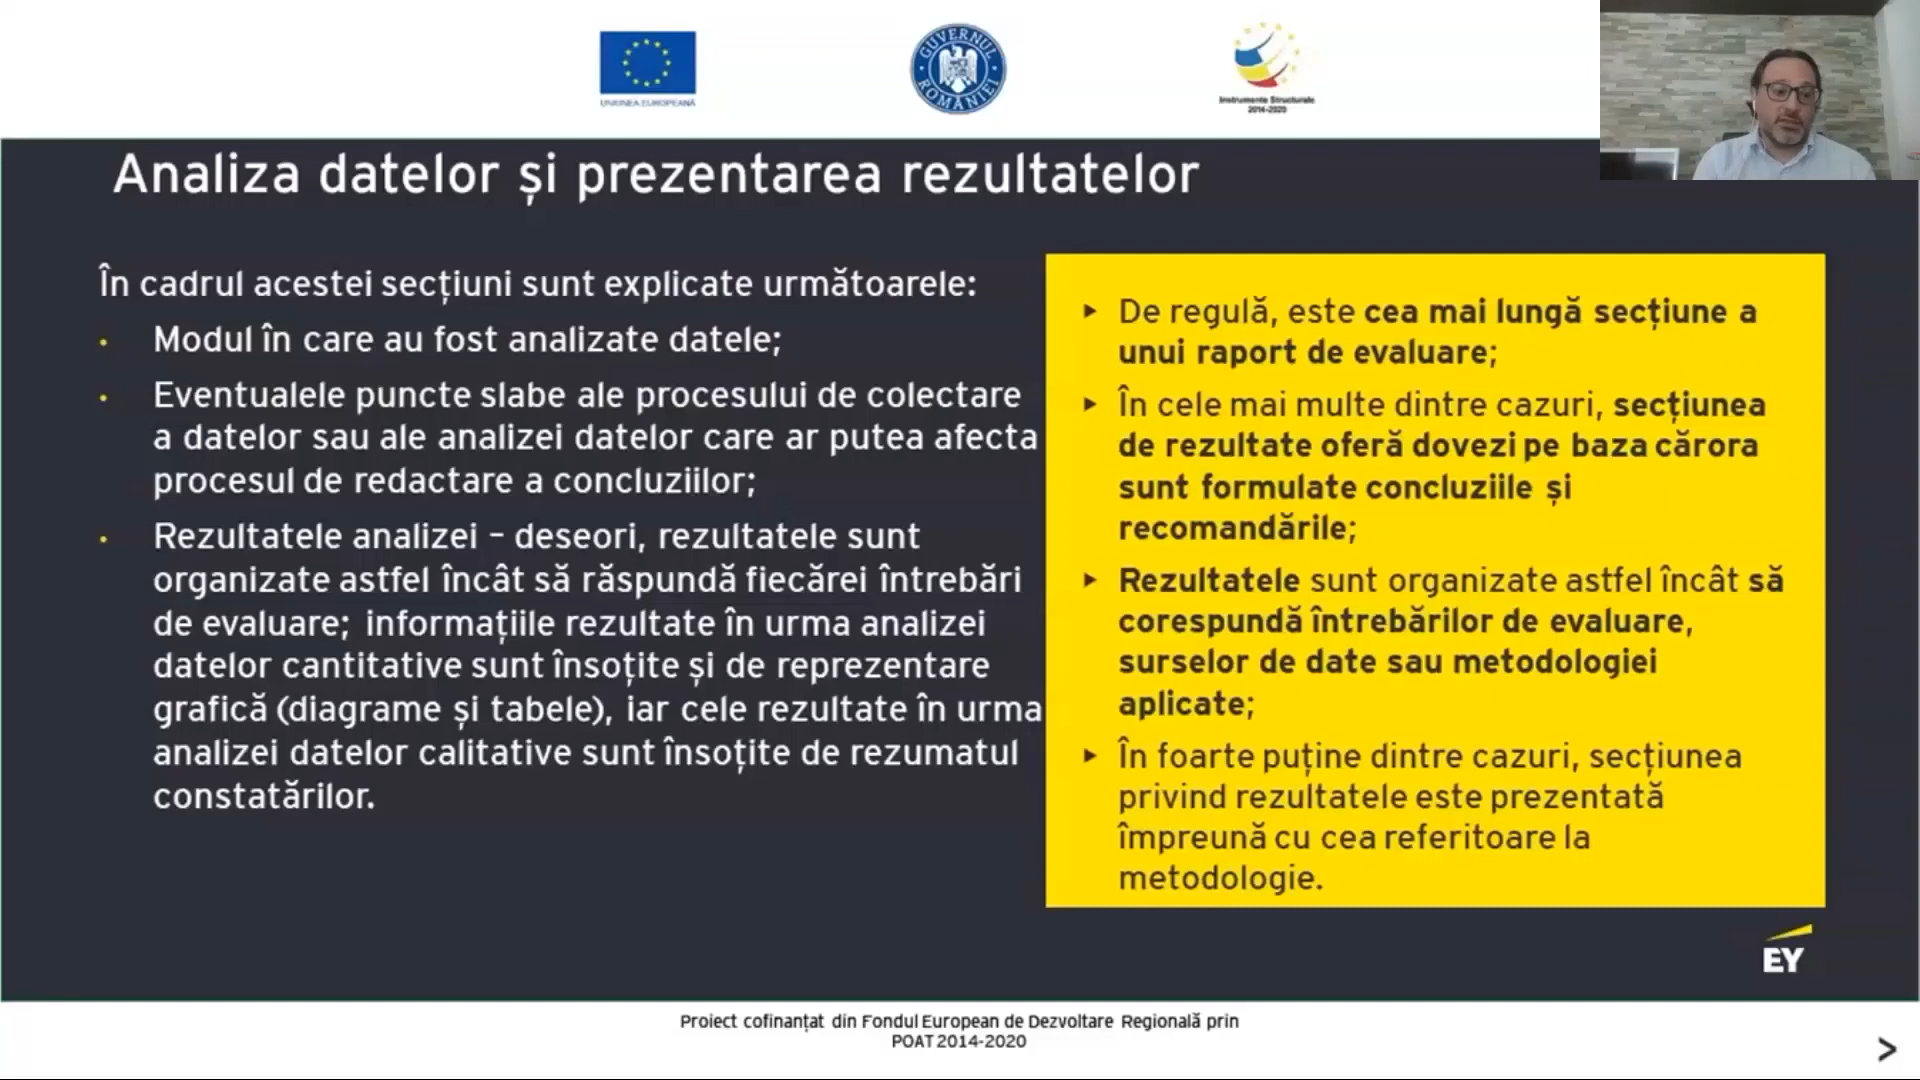 UNIUNEA EUROPEANĂ
GUVERNUL ROMÂNIEI
Instrumente Structurale
2014-2020
Analiza datelor și prezentarea rezultatelor
În cadrul acestei secțiuni sunt explicate următoarele:
• Modul în care au fost analizate datele;
• Eventualele puncte slabe ale procesului de colectare
a datelor sau ale analizei datelor care ar putea afecta
procesul de redactare a concluziilor;
• Rezultatele analizei – deseori, rezultatele sunt
organizate astfel încât să răspundă fiecărei întrebări
de evaluare; informațiile rezultate în urma analizei
datelor cantitative sunt însoțite și de reprezentare
grafică (diagrame și tabele), iar cele rezultate în urma
analizei datelor calitative sunt însoțite de rezumatul
constatărilor.
► De regulă, este cea mai lungă secțiune a
unui raport de evaluare;
► În cele mai multe dintre cazuri, secțiunea
de rezultate oferă dovezi pe baza cărora
sunt formulate concluziile și
recomandările;
► Rezultatele sunt organizate astfel încât să
corespundă întrebărilor de evaluare,
surselor de date sau metodologiei
aplicate;
► În foarte puține dintre cazuri, secțiunea
privind rezultatele este prezentată
împreună cu cea referitoare la
metodologie.
EY
Proiect cofinanțat din Fondul European de Dezvoltare Regională prin
POAT 2014-2020
>